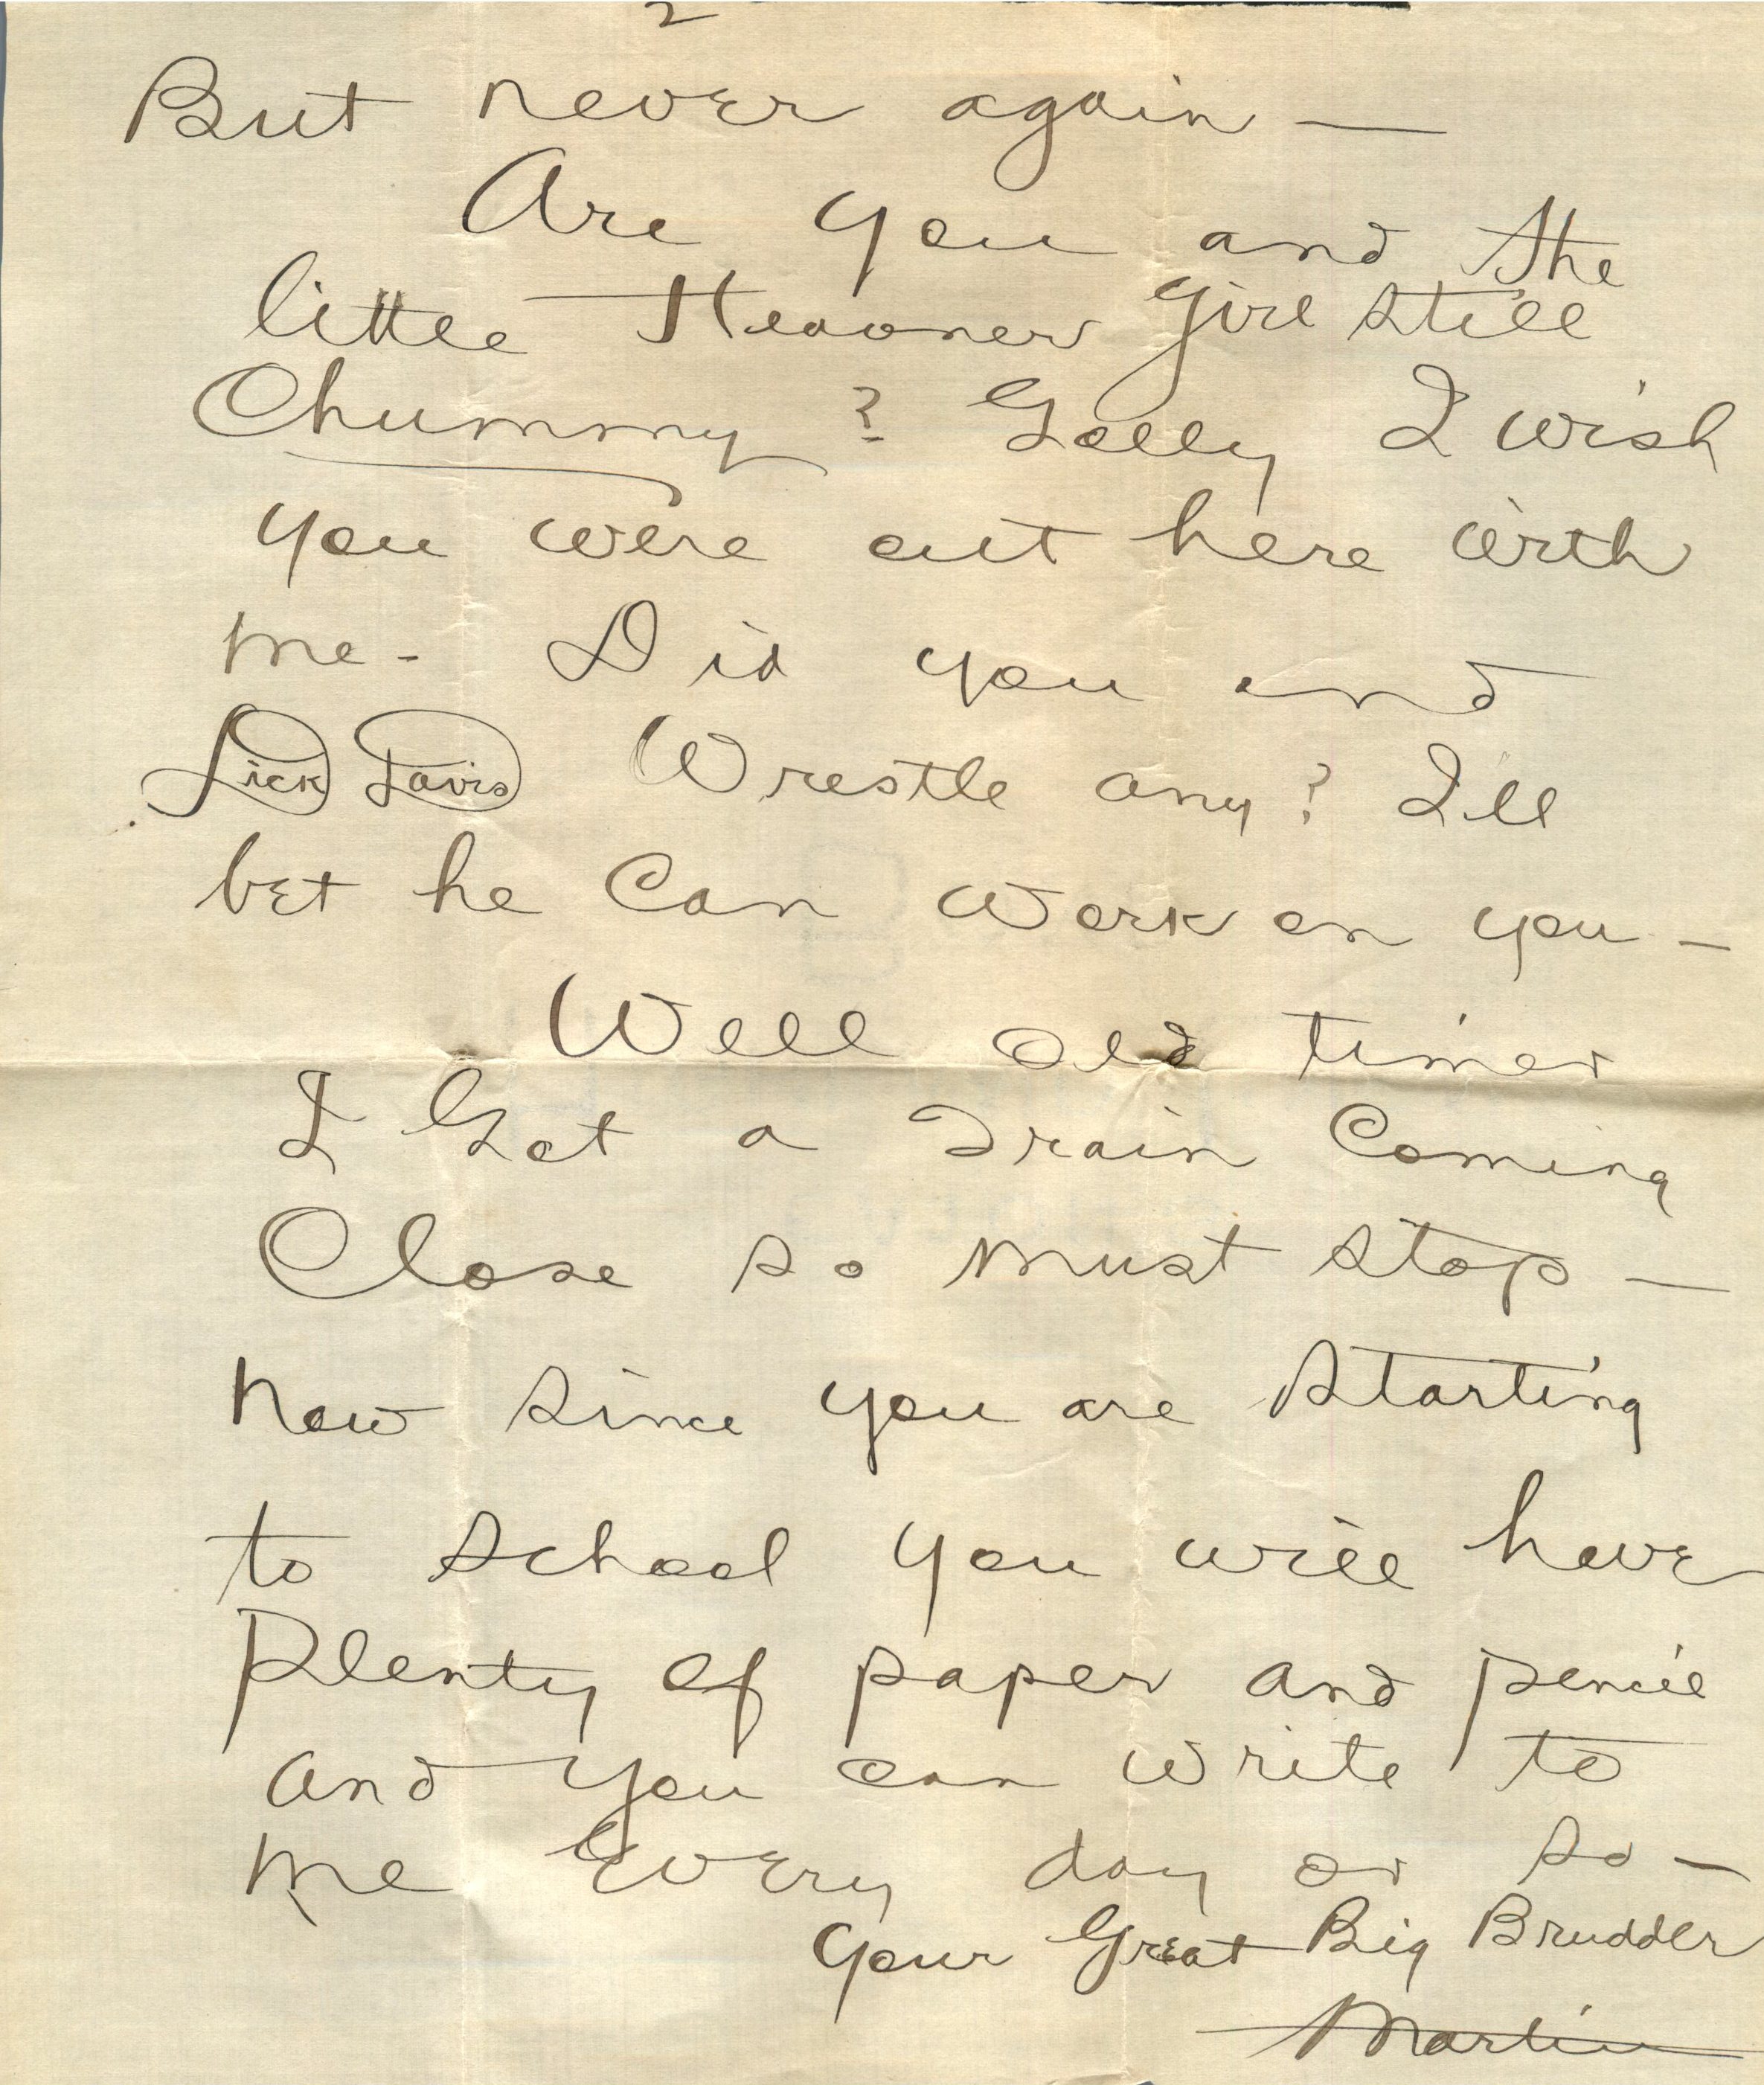 2
But never again —
Are you and the
little Heavner girl still
Chummy ? Golly I wish
you were out here with
me - Did you and
Dick Davis Wrestle any? I'll
bet he Can work on you —
Well old timer
I Got a Train Coming
Close so must stop —
Now since you are starting
to school you will have
Plenty of paper and pencil
and you can write to
me Every day or so —
Your Great Big Brudder
Martin